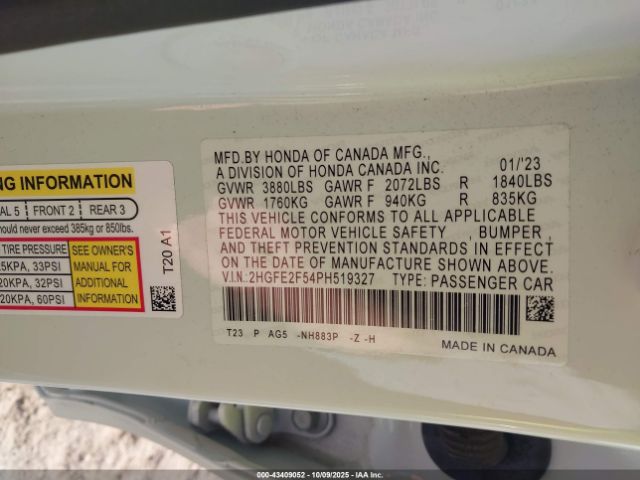 NG INFORMATION
AL 5 FRONT 2 REAR 3
ould never exceed 385kg or 850lbs.
TIRE PRESSURE SEE OWNER'S
5KPA, 33PSI MANUAL FOR
20KPA, 32PSI ADDITIONAL
20KPA, 60PSI INFORMATION
T20 A1
MFD.BY HONDA OF CANADA MFG.,
A DIVISION OF HONDA CANADA INC. 01/'23
GVWR 3880LBS GAWR F 2072LBS R 1840LBS
GVWR 1760KG GAWR F 940KG R 835KG
THIS VEHICLE CONFORMS TO ALL APPLICABLE
FEDERAL MOTOR VEHICLE SAFETY , BUMPER ,
AND THEFT PREVENTION STANDARDS IN EFFECT
ON THE DATE OF MANUFACTURE SHOWN ABOVE.
V.I.N.:2HGFE2F54PH519327 TYPE: PASSENGER CAR
T23 P AG5 -NH883P -Z -H
MADE IN CANADA
000-43409052 - 10/09/2025 - IAA, Inc.